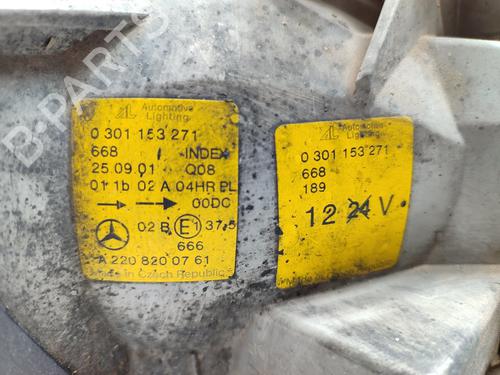 B-PARTS
AL Automotive Lighting
0 301 153 271
668 INDEX
25.09.01 Q08
01 1b 02 A 04HR PL
00DC
02 B E1 37.5
666
A 220 820 07 61
Made in Czech Republic
AL Automotive Lighting
0 301 153 271
668
189
12 24 V